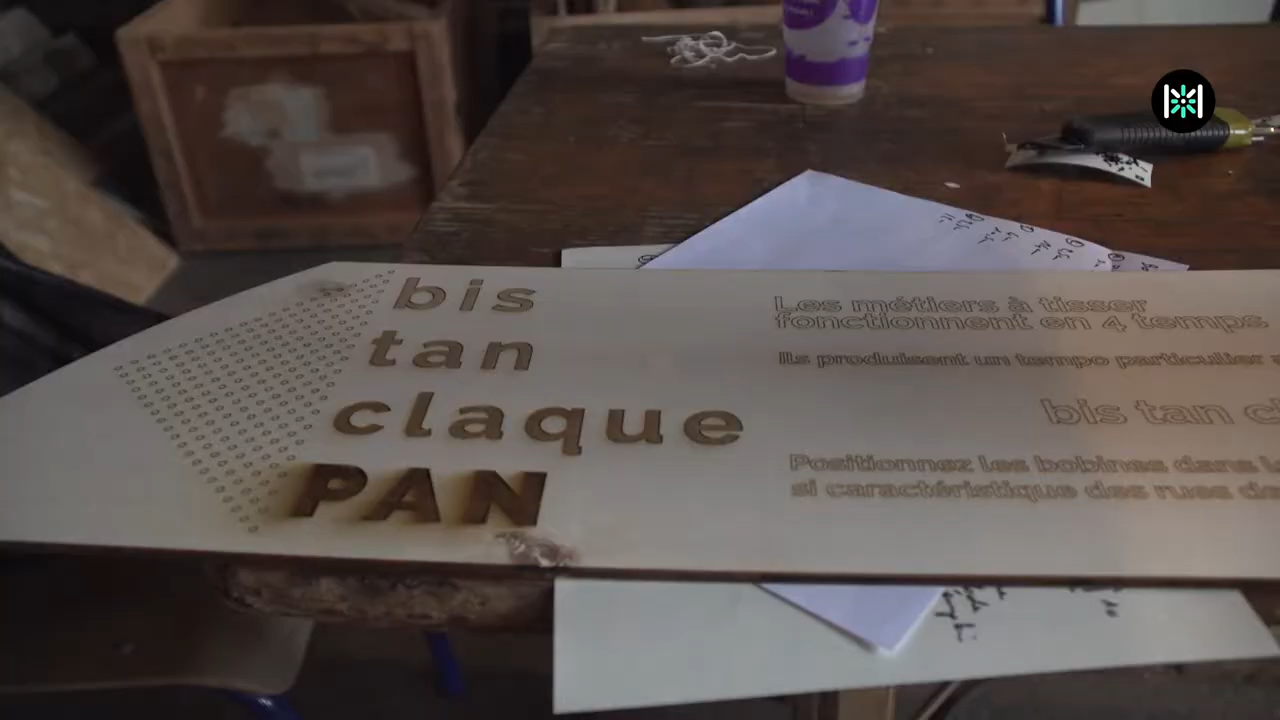 bis
tan
claque
PAN
Les métiers à tisser
fonctionnent en 4 temps
Ils produisent un tempo particulier
bis tan
Positionnez les bobines dans
si caractéristique des rues